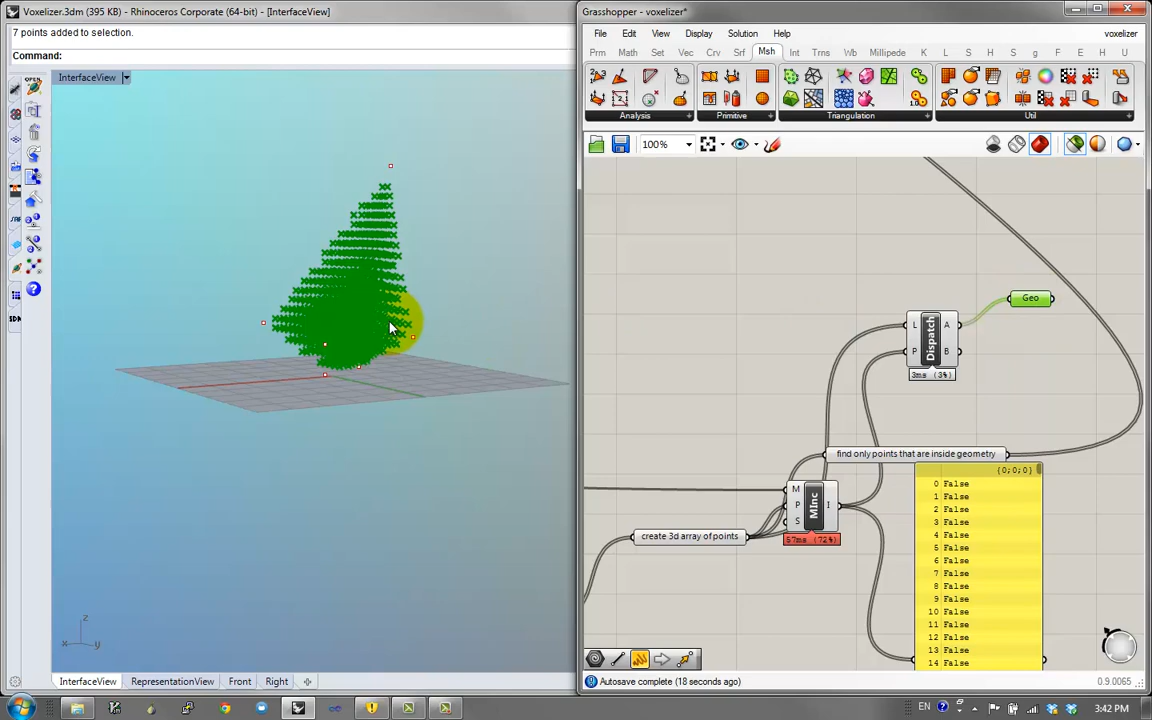 Voxelizer.3dm (395 KB) - Rhinoceros Corporate (64-bit) - [InterfaceView]
7 points added to selection.
Command:
InterfaceView
OPEN
z
x
y
InterfaceView RepresentationView Front Right
Grasshopper - voxelizer*
File Edit View Display Solution Help voxelizer
Prm Math Set Vec Crv Srf Msh Int Trns Wb Millipede K L S H S g F E H U
Analysis Primitive Triangulation Util
100%
Geo
L A
P B
Dispatch
3ms (3%)
find only points that are inside geometry
M
P I
S
MInc
57ms (72%)
create 3d array of points
{0;0;0}
0 False
1 False
2 False
3 False
4 False
5 False
6 False
7 False
8 False
9 False
10 False
11 False
12 False
13 False
14 False
Autosave complete (18 seconds ago)
0.9.0065
EN
3:42 PM